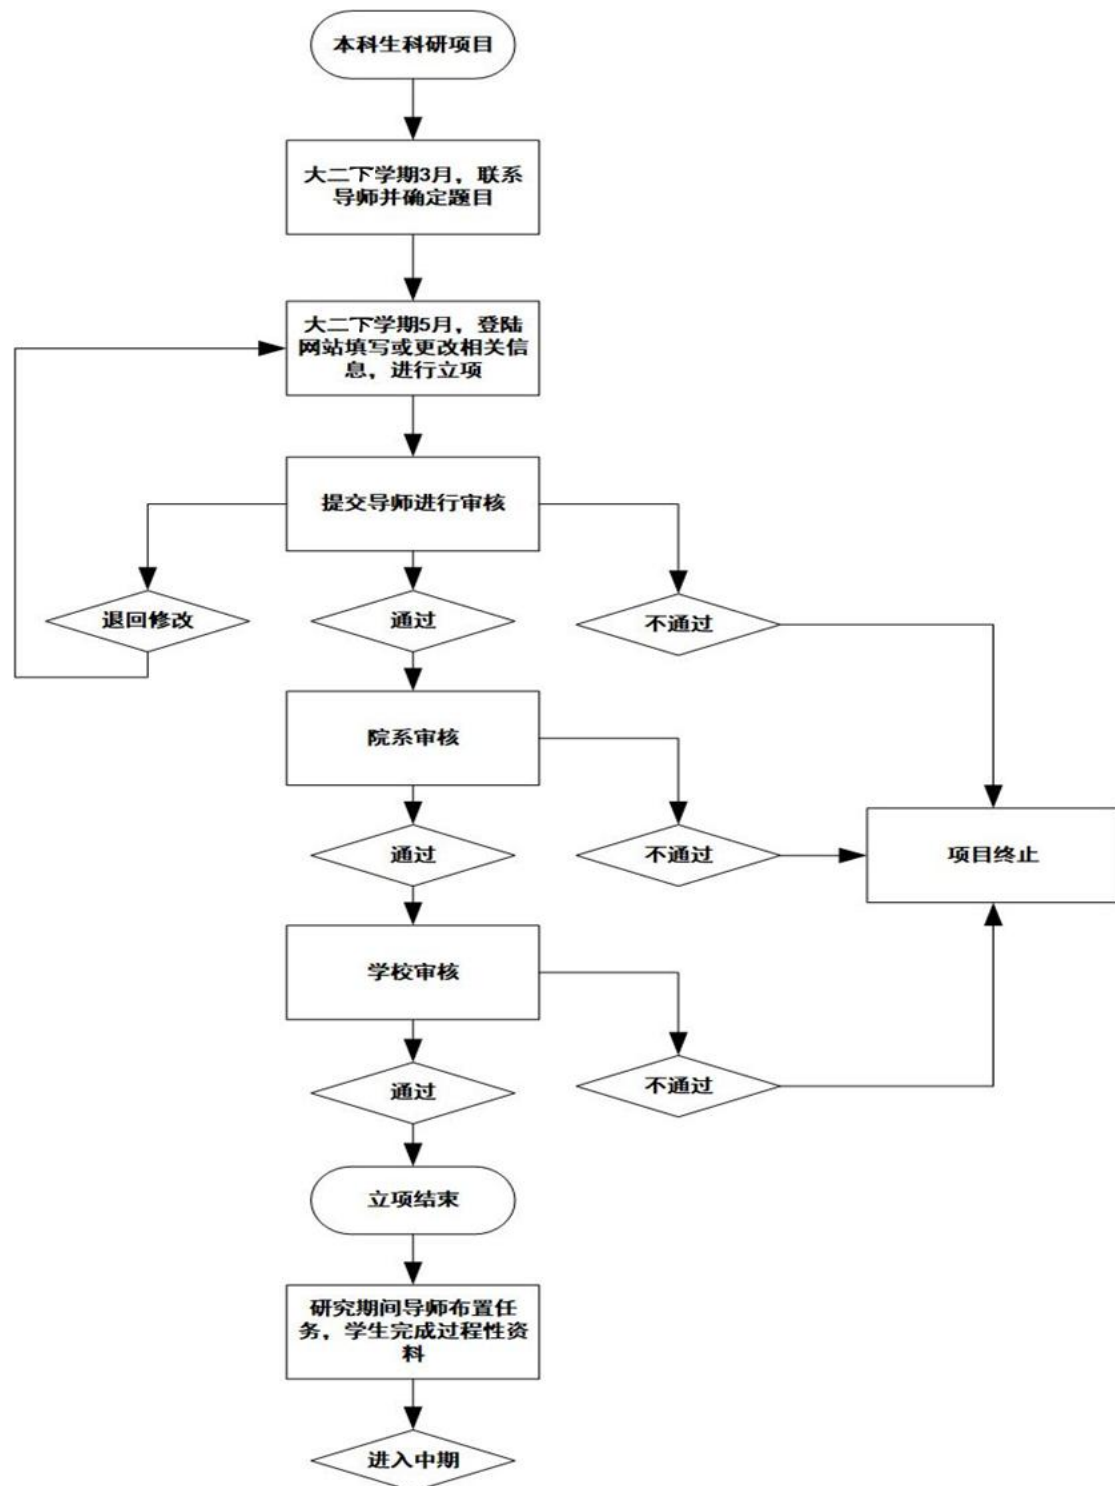 本科生科研项目
大二下学期3月，联系
导师并确定题目
大二下学期5月，登陆
网站填写或更改相关信
息，进行立项
提交导师进行审核
退回修改
通过
不通过
院系审核
通过
不通过
项目终止
学校审核
通过
不通过
立项结束
研究期间导师布置任
务，学生完成过程性资
料
进入中期